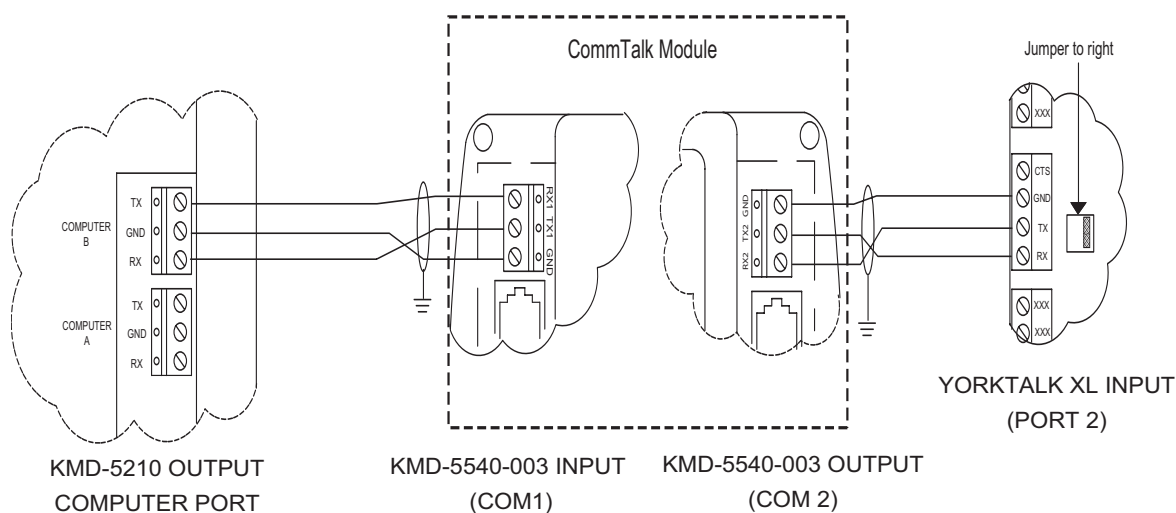 CommTalk Module
Jumper to right
COMPUTER
B
TX
GND
RX
COMPUTER
A
TX
GND
RX
RX1
TX1
GND
GND
TX2
RX2
XXX
CTS
GND
TX
RX
XXX
XXX
KMD-5210 OUTPUT
COMPUTER PORT
KMD-5540-003 INPUT
(COM1)
KMD-5540-003 OUTPUT
(COM 2)
YORKTALK XL INPUT
(PORT 2)